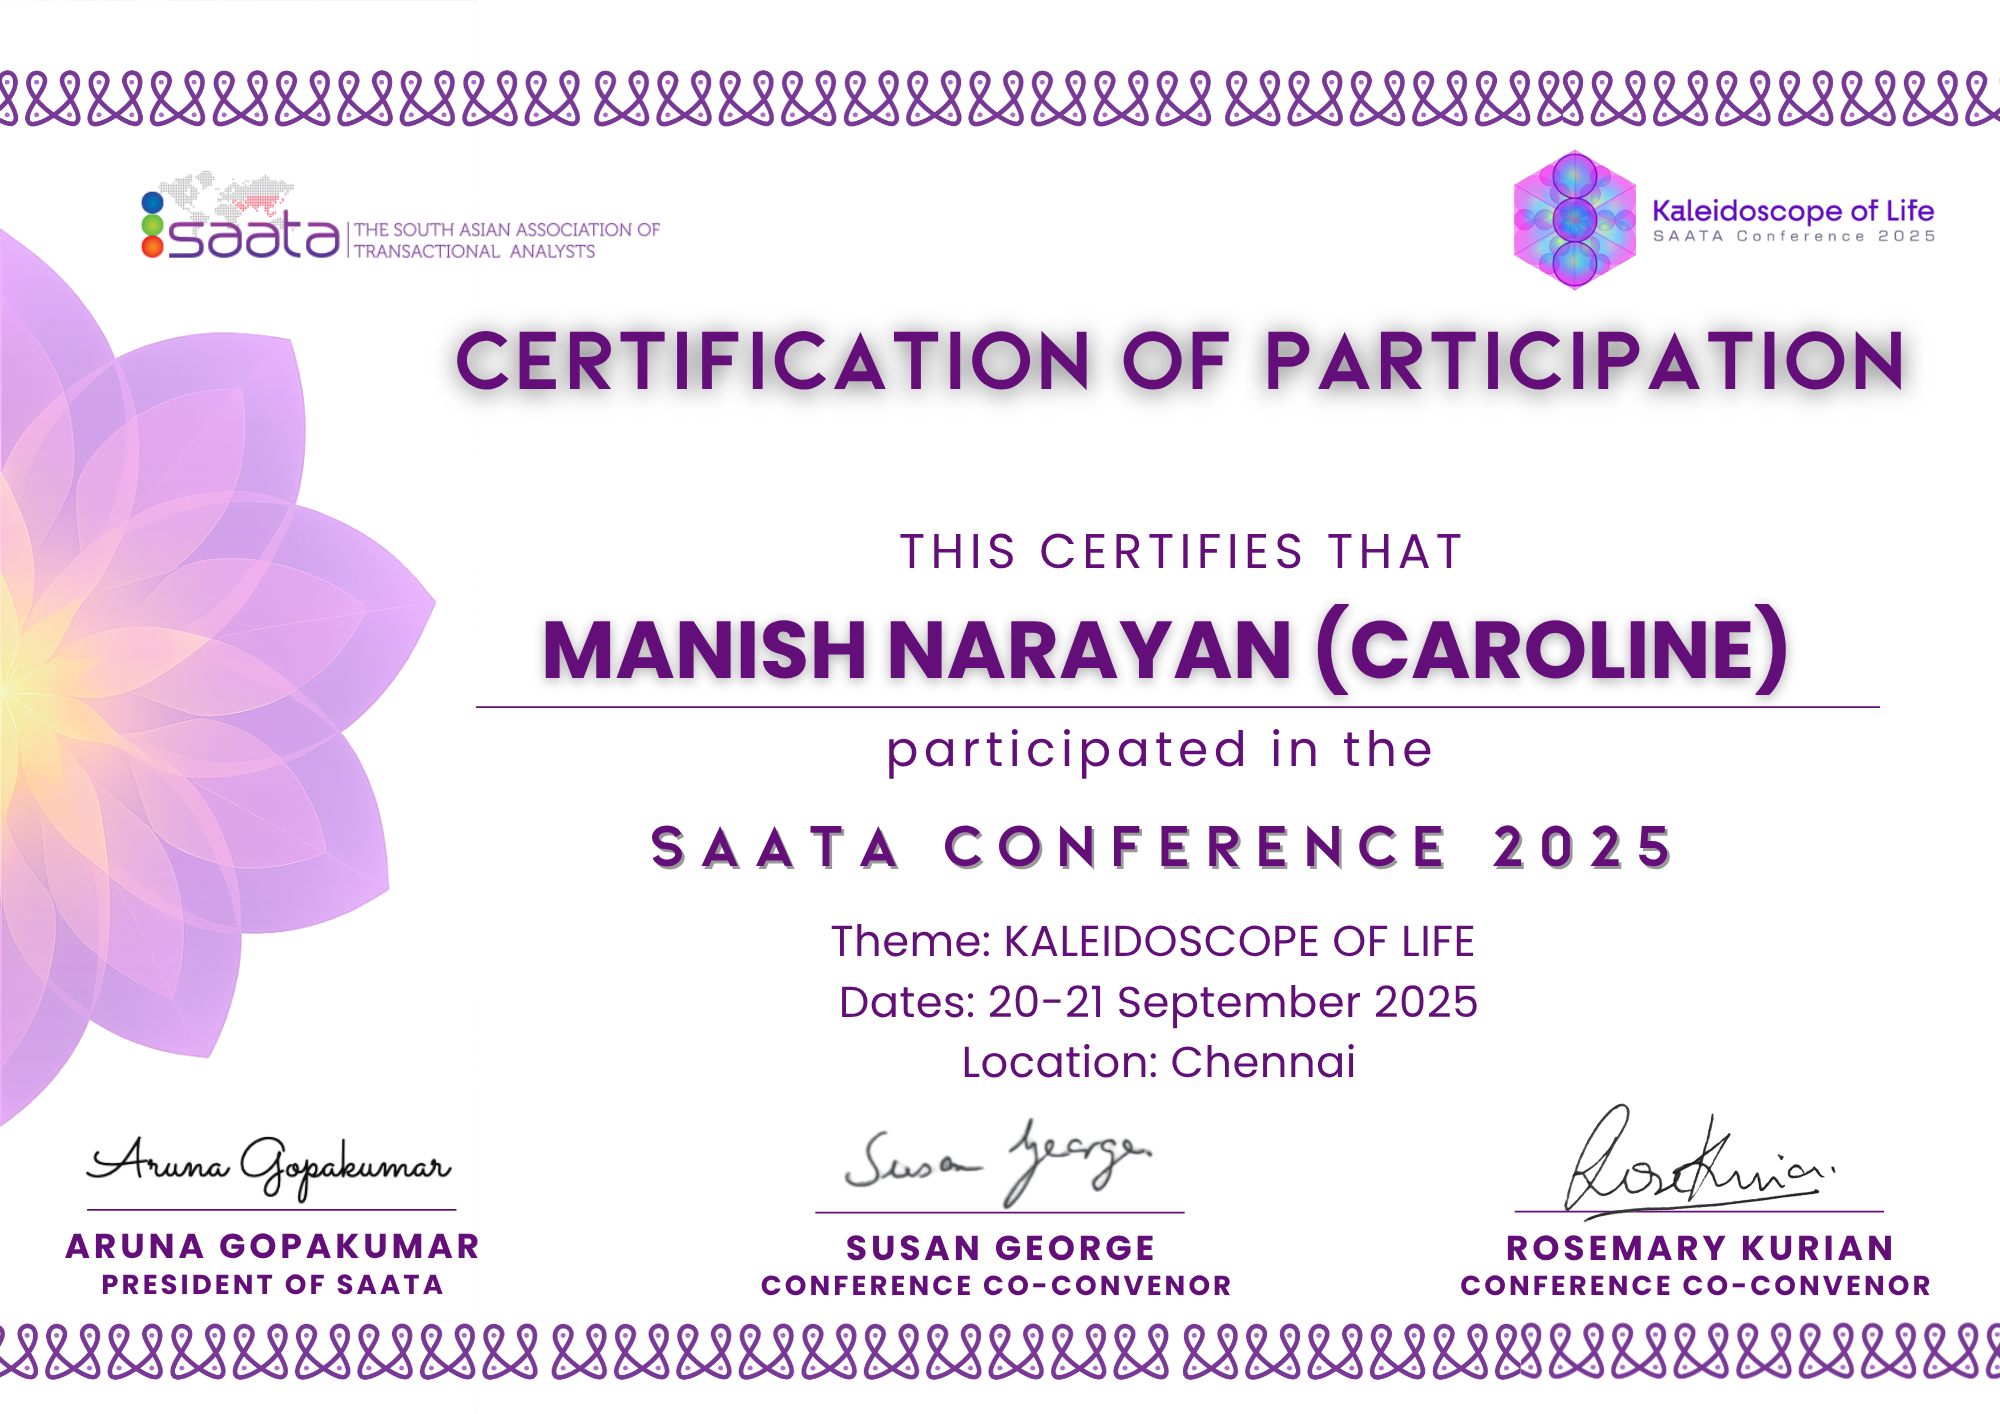 saata
THE SOUTH ASIAN ASSOCIATION OF
TRANSACTIONAL ANALYSTS
Kaleidoscope of Life
SAATA Conference 2025
CERTIFICATION OF PARTICIPATION
THIS CERTIFIES THAT
MANISH NARAYAN (CAROLINE)
participated in the
SAATA CONFERENCE 2025
Theme: KALEIDOSCOPE OF LIFE
Dates: 20-21 September 2025
Location: Chennai
Aruna Gopakumar
ARUNA GOPAKUMAR
PRESIDENT OF SAATA
Susan George
SUSAN GEORGE
CONFERENCE CO-CONVENOR
RoseKurian
ROSEMARY KURIAN
CONFERENCE CO-CONVENOR